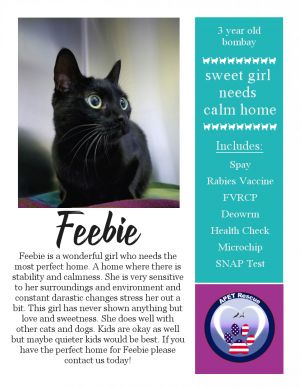 3 year old
bombay
sweet girl
needs
calm home
Includes:
Spay
Rabies Vaccine
FVRCP
Deowrm
Health Check
Microchip
SNAP Test
Feebie
Feebie is a wonderful girl who needs the
most perfect home. A home where there is
stability and calmness. She is very sensitive
to her surroundings and environment and
constant darastic changes stress her out a
bit. This girl has never shown anything but
love and sweetness. She does well with
other cats and dogs. Kids are okay as well
but maybe quieter kids would be best. If you
have the perfect home for Feebie please
contact us today!
APET Rescue